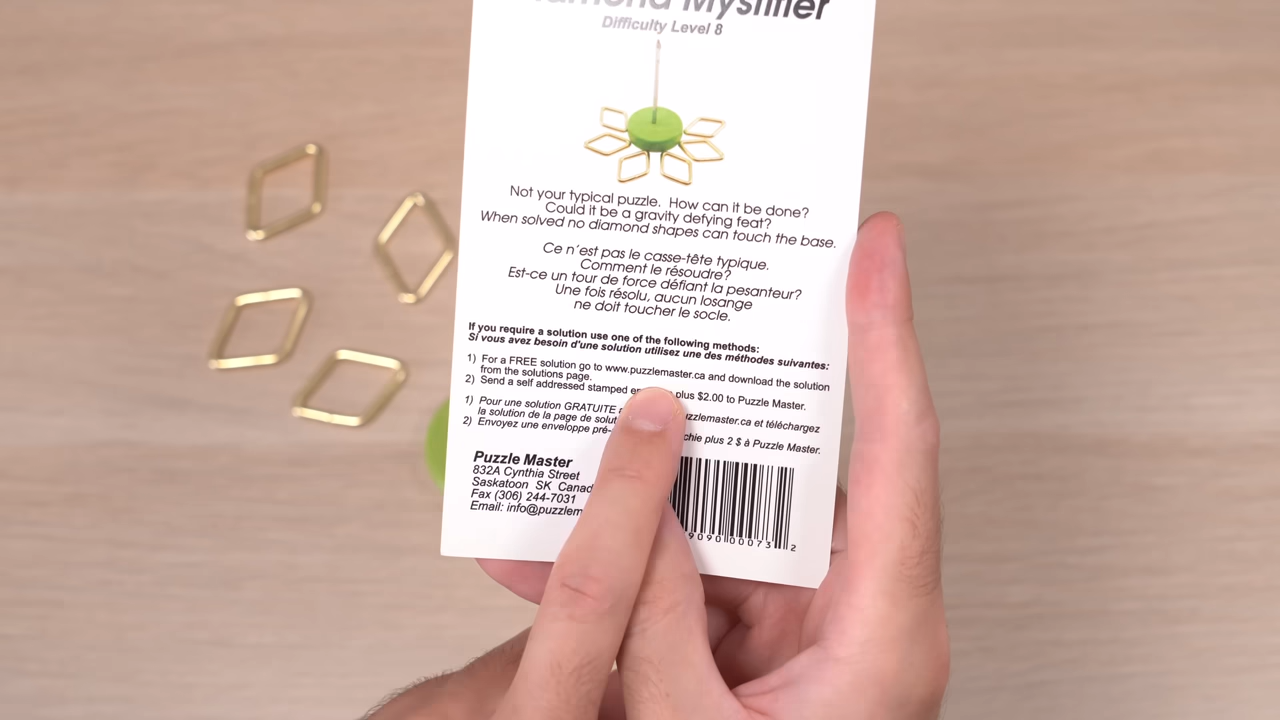 Mystifier
Difficulty Level 8
Not your typical puzzle. How can it be done?
Could it be a gravity defying feat?
When solved no diamond shapes can touch the base.
Ce n'est pas le casse-tête typique.
Comment le résoudre?
Est-ce un tour de force défiant la pesanteur?
Une fois résolu, aucun losange
ne doit toucher le socle.
If you require a solution use one of the following methods:
Si vous avez besoin d'une solution utilisez une des méthodes suivantes:
1) For a FREE solution go to www.puzzlemaster.ca and download the solution
from the solutions page.
2) Send a self addressed stamped plus $2.00 to Puzzle Master.
1) Pour une solution GRATUITE et téléchargez
la solution de la page de
2) Envoyez une enveloppe plus 2 $ à Puzzle Master.
Puzzle Master
832A Cynthia Street
Saskatoon SK
Fax (306) 244-7031
Email: